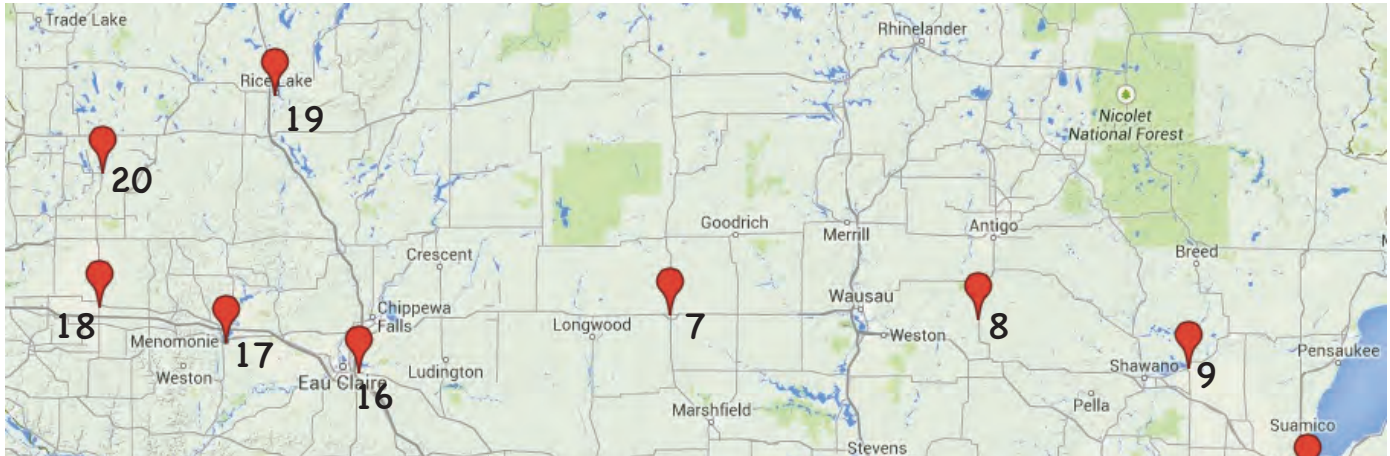 Trade Lake
Rhinelander
Rice Lake
19
Nicolet
National Forest
20
Goodrich
Merrill
Antigo
Crescent
Breed
18
Chippewa
Falls
Wausau
Menomonie
17
Longwood
7
Weston
8
Pensaukee
Weston
Eau Claire
16
Ludington
Shawano
9
Marshfield
Pella
Suamico
Stevens